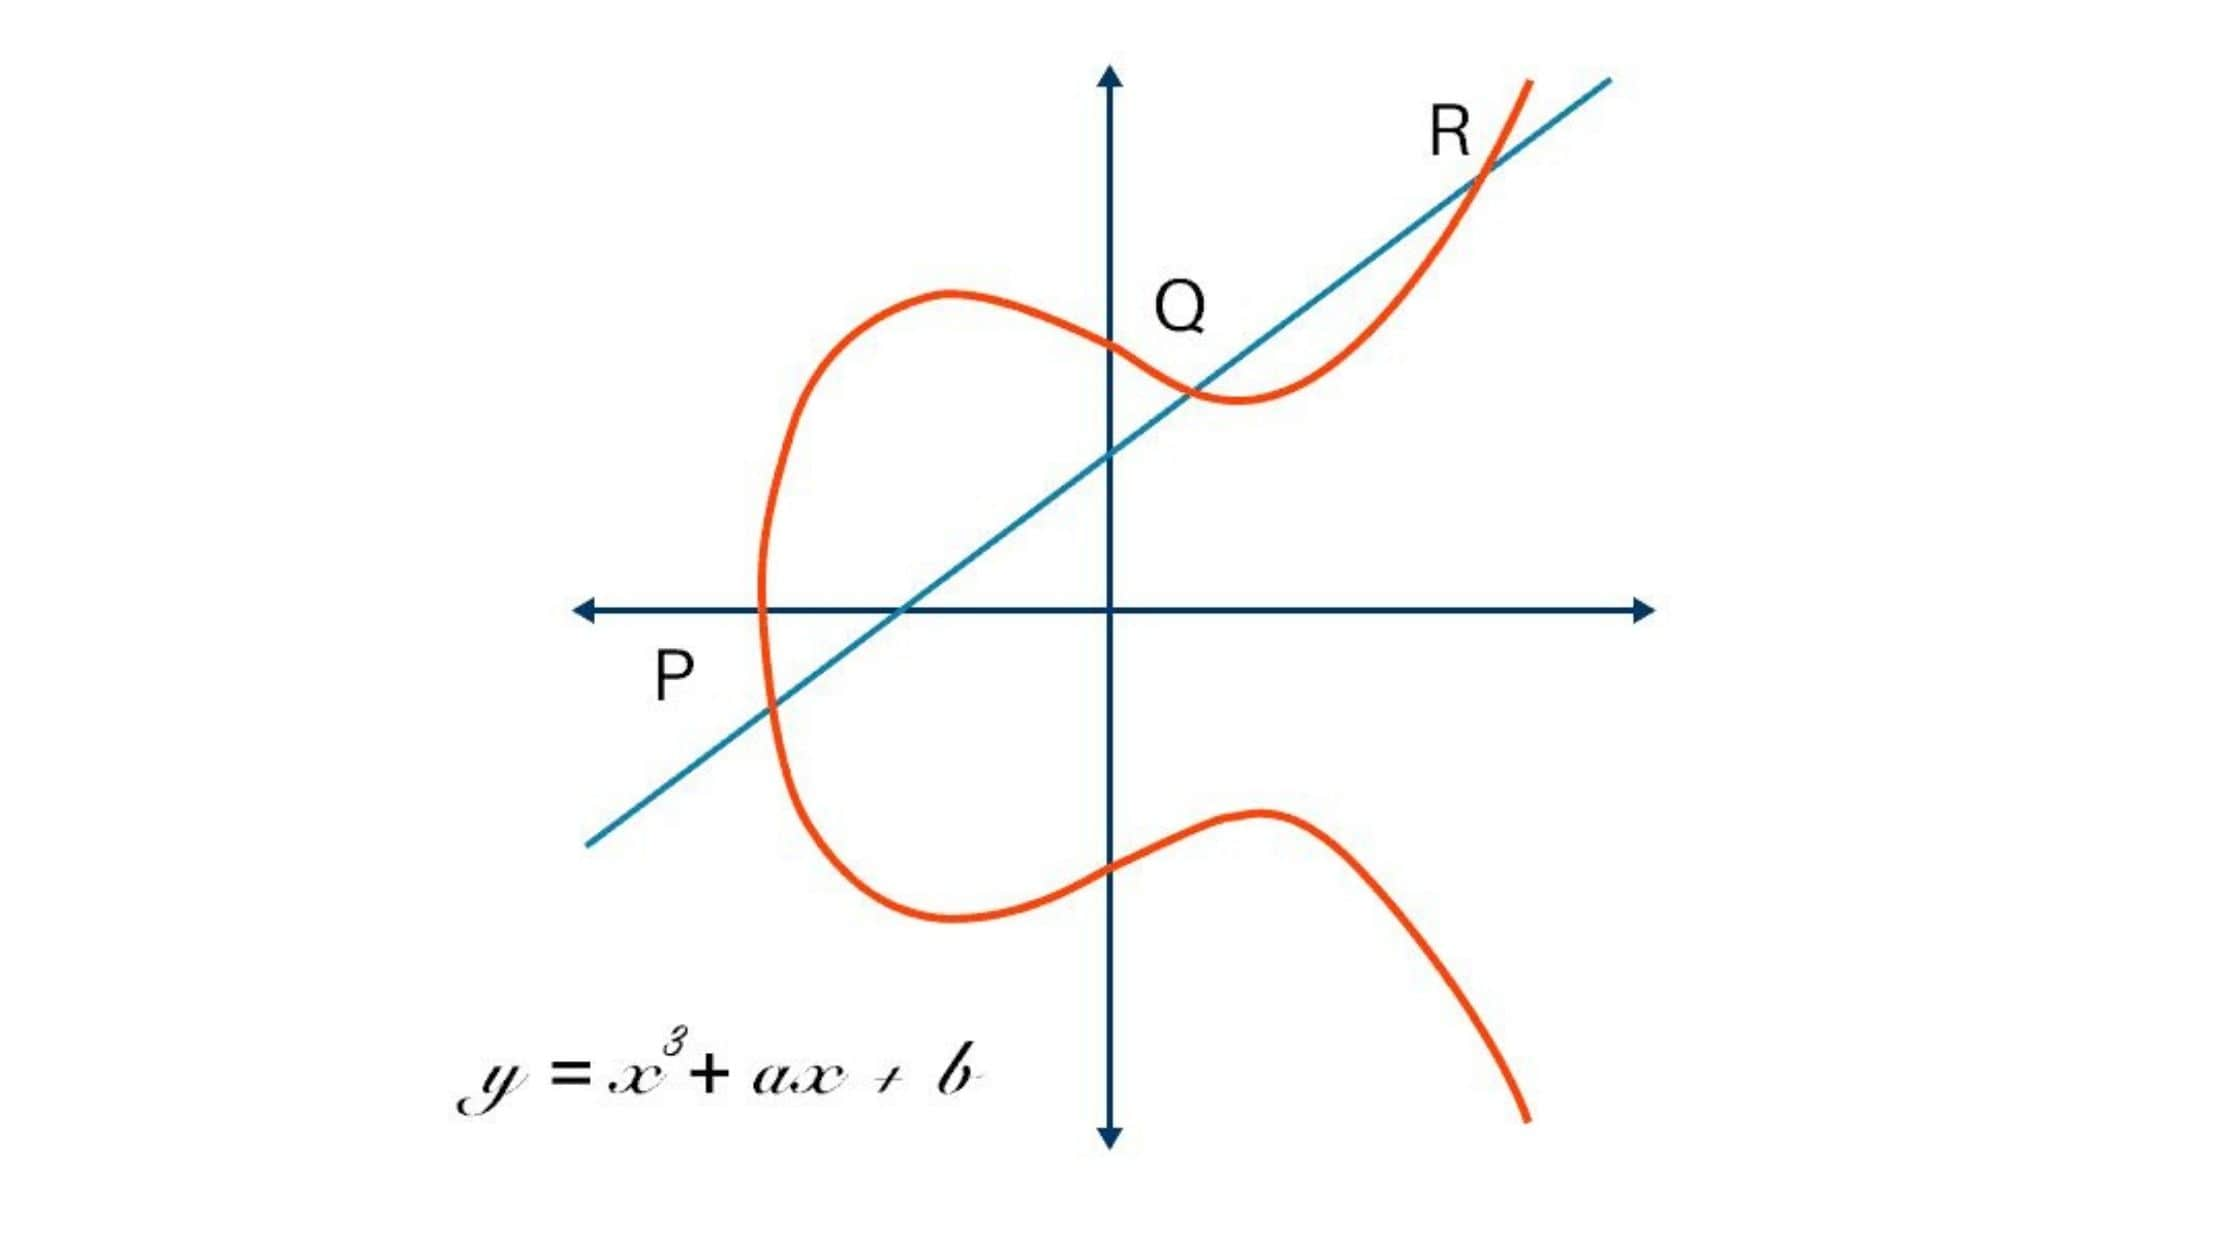 R
Q
P
y = x³ + ax + b